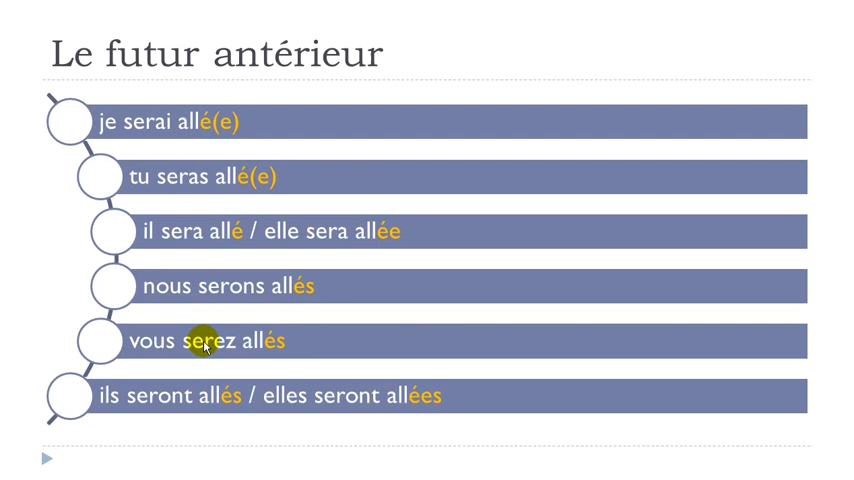 Le futur antérieur
je serai allé(e)
tu seras allé(e)
il sera allé / elle sera allée
nous serons allés
vous serez allés
ils seront allés / elles seront allées